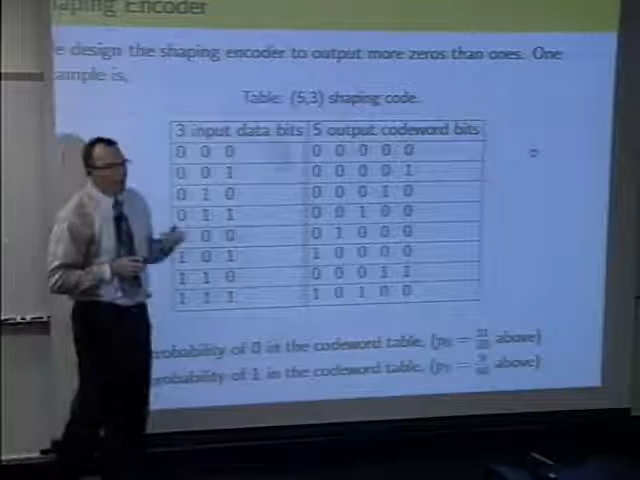 aping Encoder
e design the shaping encoder to output more zeros than ones. One
ample is,
Table: (5,3) shaping code.
3 input data bits 5 output codeword bits
0 0 0 0 0 0 0 0
0 0 1 0 0 0 0 1
0 1 0 0 0 0 1 0
0 1 1 0 0 1 0 0
0 0 0 1 0 0 0
1 0 1 1 0 0 0 0
1 1 0 0 0 0 1 1
1 1 1 1 0 1 0 0
robability of 0 in the codeword table. (p₀ = above)
robability of 1 in the codeword table. (p₁ = above)